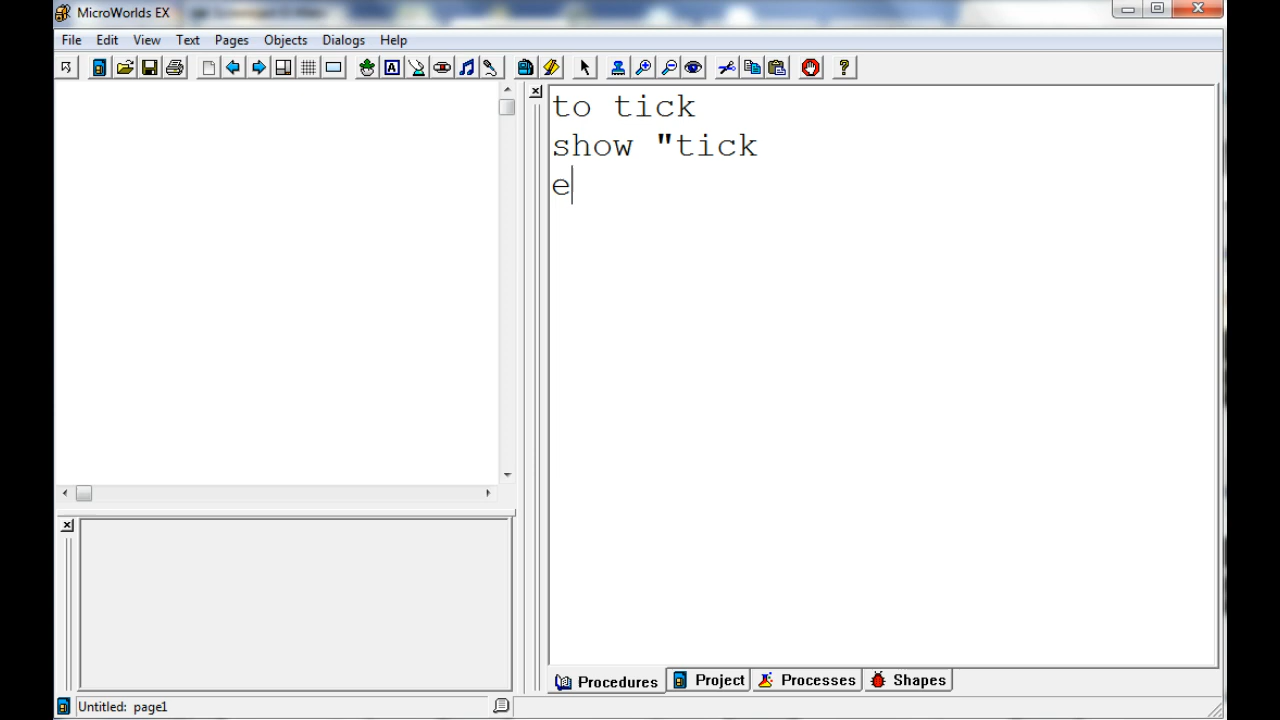 MicroWorlds EX
File Edit View Text Pages Objects Dialogs Help
to tick
show "tick
e
Procedures Project Processes Shapes
Untitled: page1